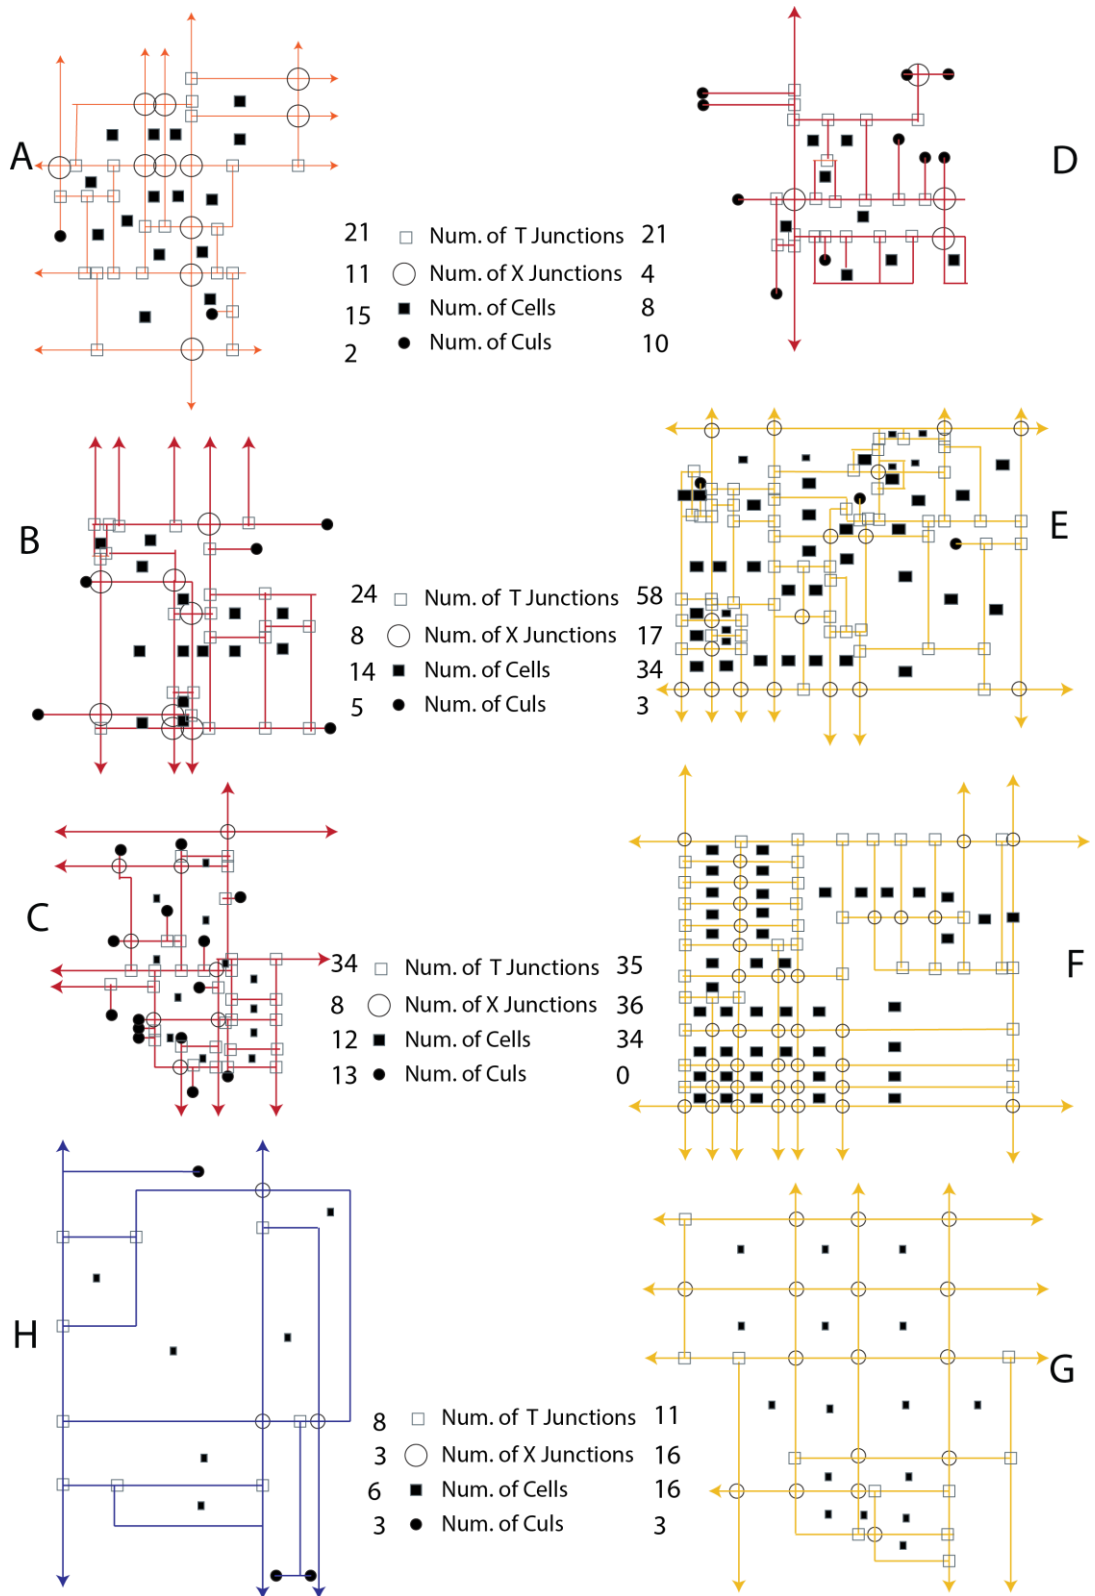 A
D
21 Num. of T Junctions 21
11 Num. of X Junctions 4
15 Num. of Cells 8
2 Num. of Culs 10
B
E
24 Num. of T Junctions 58
8 Num. of X Junctions 17
14 Num. of Cells 34
5 Num. of Culs 3
C
F
34 Num. of T Junctions 35
8 Num. of X Junctions 36
12 Num. of Cells 34
13 Num. of Culs 0
H
G
8 Num. of T Junctions 11
3 Num. of X Junctions 16
6 Num. of Cells 16
3 Num. of Culs 3